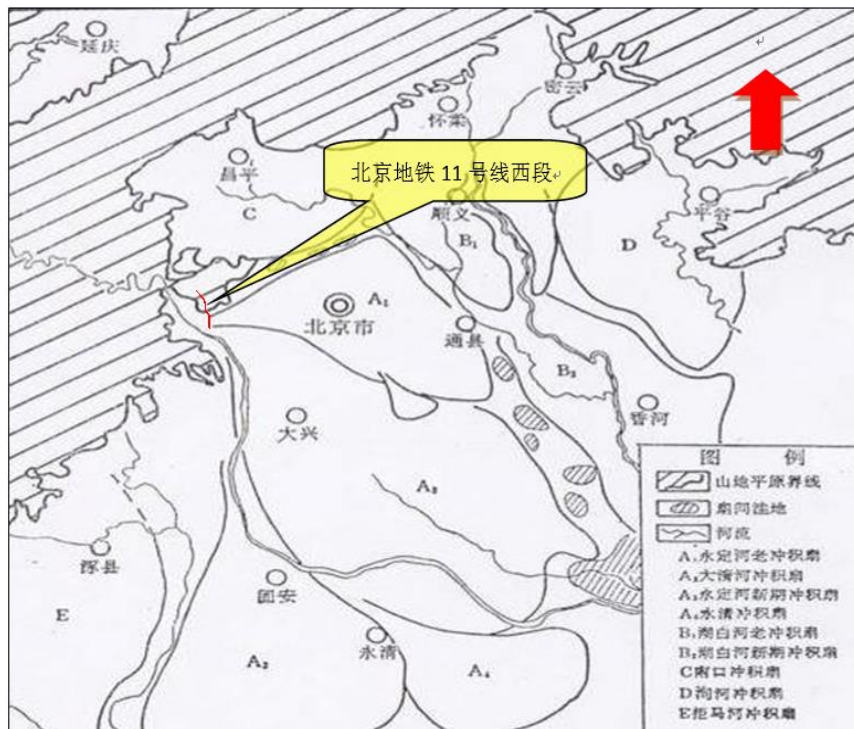 延庆
密云
怀柔
昌平
北京地铁 11 号线西段
平谷
顺义
C
B₁
D
A₁
北京市
通县
B₂
香河
大兴
A₃
涿县
固安
E
永清
A₂
A₄
图 例
山地平原界线
扇间洼地
河流
A₁永定河老冲积扇
A₂大清河冲积扇
A₃永定河新期冲积扇
A₄永清冲积扇
B₁潮白河老冲积扇
B₂潮白河新期冲积扇
C南口冲积扇
D泃河冲积扇
E拒马河冲积扇